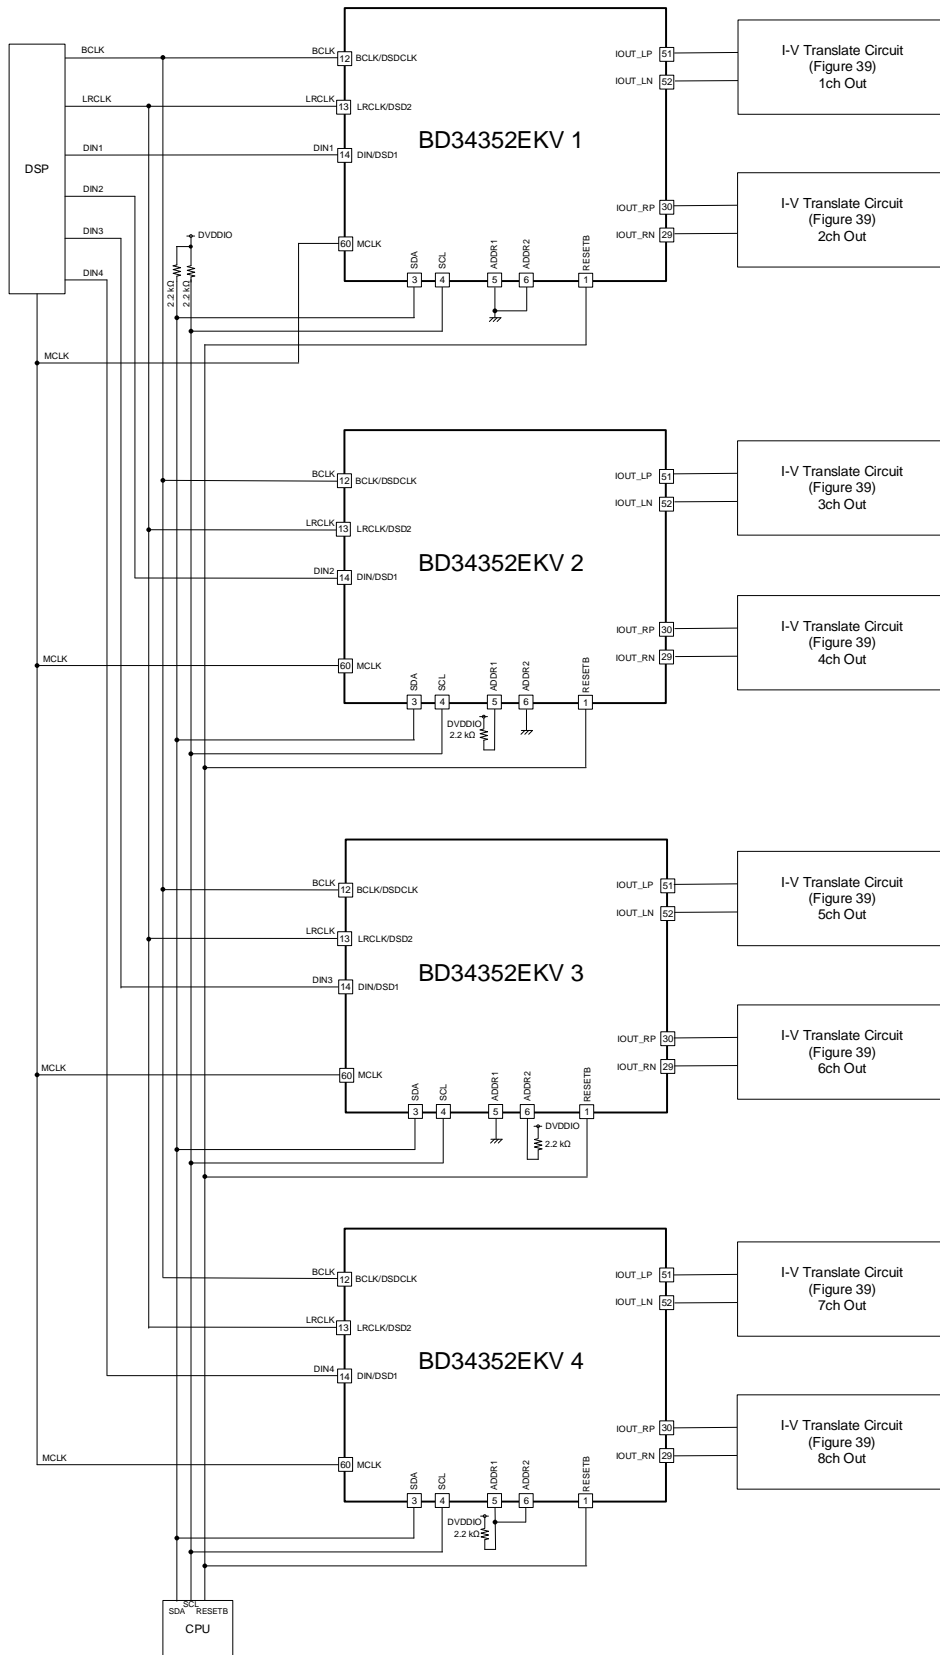 DSP
BCLK
LRCLK
DIN1
DIN2
DIN3
DIN4
MCLK
DVDDIO
2.2 kΩ
2.2 kΩ
BCLK
12 BCLK/DSDCLK
LRCLK
13 LRCLK/DSD2
DIN1
14 DIN/DSD1
60 MCLK
BD34352EKV 1
SDA
3
SCL
4
ADDR1
5
ADDR2
6
RESETB
1
IOUT_LP 51
IOUT_LN 52
IOUT_RP 30
IOUT_RN 29
I-V Translate Circuit
(Figure 39)
1ch Out
I-V Translate Circuit
(Figure 39)
2ch Out
BCLK
12 BCLK/DSDCLK
LRCLK
13 LRCLK/DSD2
DIN2
14 DIN/DSD1
MCLK
60 MCLK
BD34352EKV 2
SDA
3
SCL
4
ADDR1
5
ADDR2
6
RESETB
1
DVDDIO
2.2 kΩ
IOUT_LP 51
IOUT_LN 52
IOUT_RP 30
IOUT_RN 29
I-V Translate Circuit
(Figure 39)
3ch Out
I-V Translate Circuit
(Figure 39)
4ch Out
BCLK
12 BCLK/DSDCLK
LRCLK
13 LRCLK/DSD2
DIN3
14 DIN/DSD1
MCLK
60 MCLK
BD34352EKV 3
SDA
3
SCL
4
ADDR1
5
ADDR2
6
RESETB
1
DVDDIO
2.2 kΩ
IOUT_LP 51
IOUT_LN 52
IOUT_RP 30
IOUT_RN 29
I-V Translate Circuit
(Figure 39)
5ch Out
I-V Translate Circuit
(Figure 39)
6ch Out
BCLK
12 BCLK/DSDCLK
LRCLK
13 LRCLK/DSD2
DIN4
14 DIN/DSD1
MCLK
60 MCLK
BD34352EKV 4
SDA
3
SCL
4
ADDR1
5
ADDR2
6
RESETB
1
DVDDIO
2.2 kΩ
IOUT_LP 51
IOUT_LN 52
IOUT_RP 30
IOUT_RN 29
I-V Translate Circuit
(Figure 39)
7ch Out
I-V Translate Circuit
(Figure 39)
8ch Out
SDA
SCL
RESETB
CPU